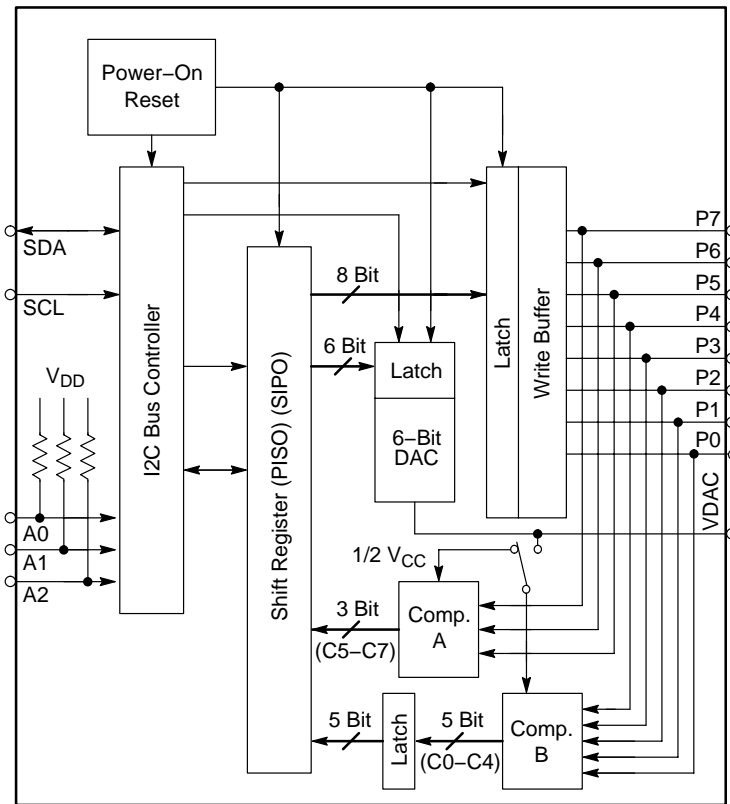 Power−On
Reset
SDA
SCL
VDD
A0
A1
A2
I2C Bus Controller
Shift Register (PISO) (SIPO)
8 Bit
6 Bit
Latch
6−Bit
DAC
Latch
Write Buffer
P7
P6
P5
P4
P3
P2
P1
P0
VDAC
1/2 VCC
3 Bit
(C5−C7)
Comp.
A
5 Bit
Latch
5 Bit
(C0−C4)
Comp.
B